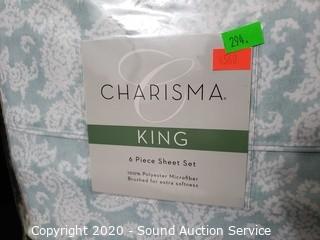 294
CHARISMA®
KING
6 Piece Sheet Set
100% Polyester Microfiber
Brushed for extra softness
Copyright 2020 - Sound Auction Service